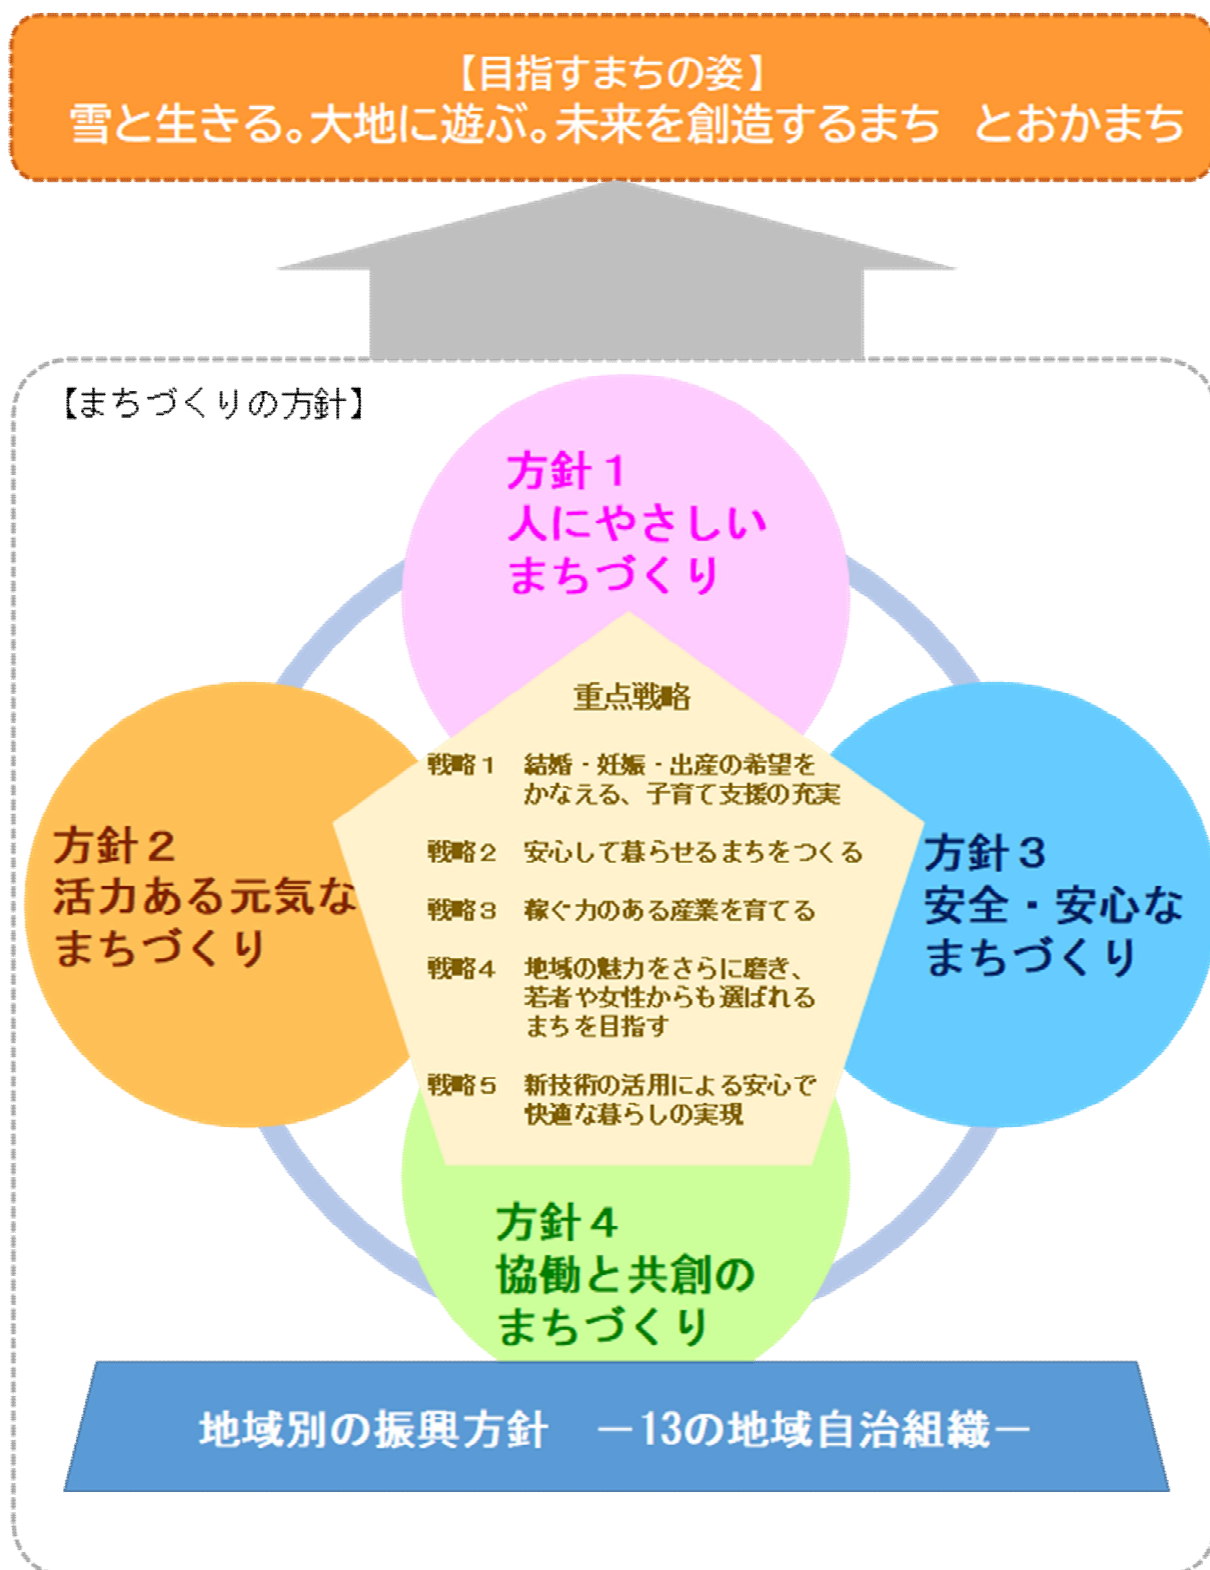 【目指すまちの姿】
雪と生きる。大地に遊ぶ。未来を創造するまち　とおかまち
【まちづくりの方針】
方針１
人にやさしい
まちづくり
方針２
活力ある元気な
まちづくり
重点戦略
戦略１　結婚・妊娠・出産の希望を
かなえる、子育て支援の充実
戦略２　安心して暮らせるまちをつくる
戦略３　稼ぐ力のある産業を育てる
戦略４　地域の魅力をさらに磨き、
若者や女性からも選ばれる
まちを目指す
戦略５　新技術の活用による安心で
快適な暮らしの実現
方針３
安全・安心な
まちづくり
方針４
協働と共創の
まちづくり
地域別の振興方針　－13の地域自治組織－